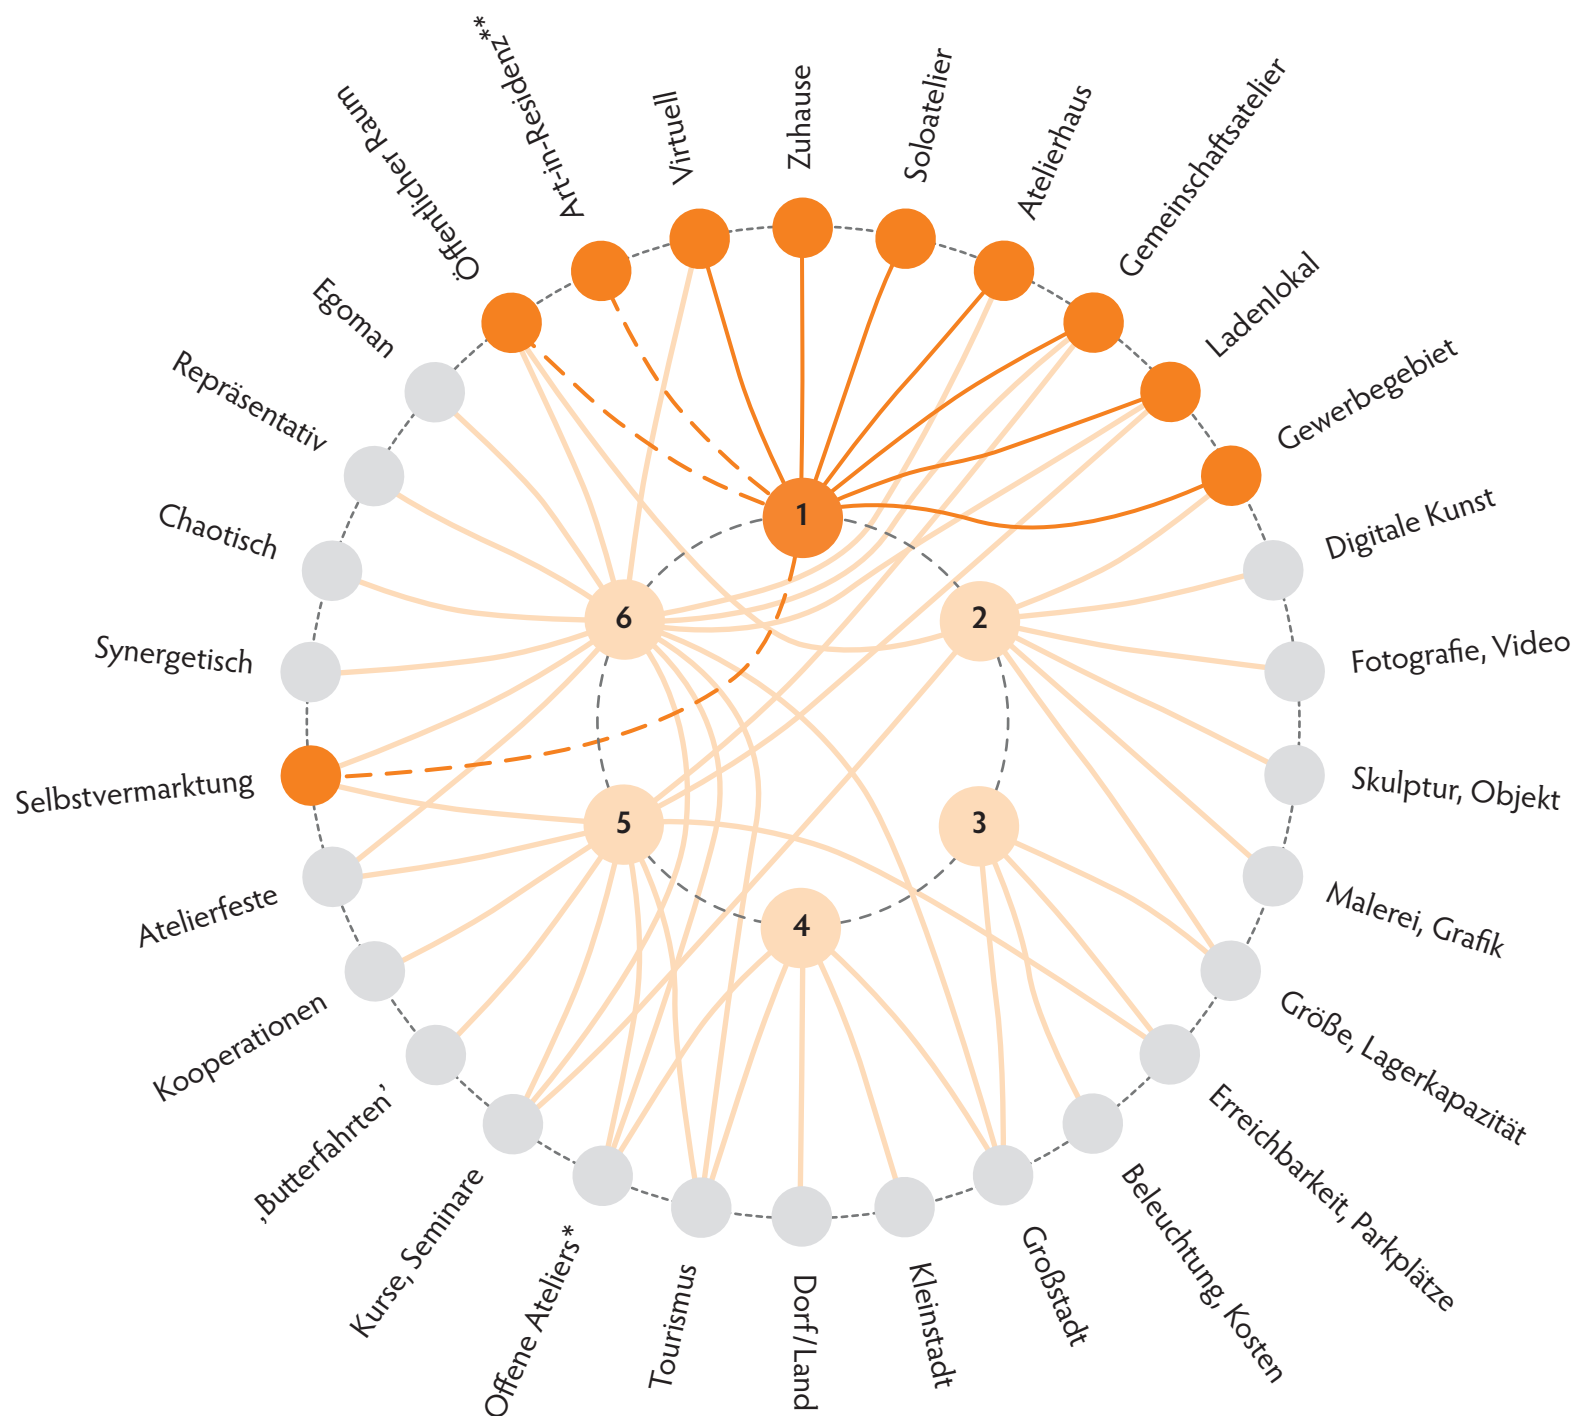 Zuhause
Soloatelier
Atelierhaus
Gemeinschaftsatelier
Ladenlokal
Gewerbegebiet
Digitale Kunst
Fotografie, Video
Skulptur, Objekt
Malerei, Grafik
Größe, Lagerkapazität
Erreichbarkeit, Parkplätze
Beleuchtung, Kosten
Großstadt
Kleinstadt
Dorf/Land
Tourismus
Offene Ateliers*
Kurse, Seminare
‚Butterfahrten’
Kooperationen
Atelierfeste
Selbstvermarktung
Synergetisch
Chaotisch
Repräsentativ
Egoman
Öffentlicher Raum
Art-in-Residenz**
Virtuell
1
2
3
4
5
6